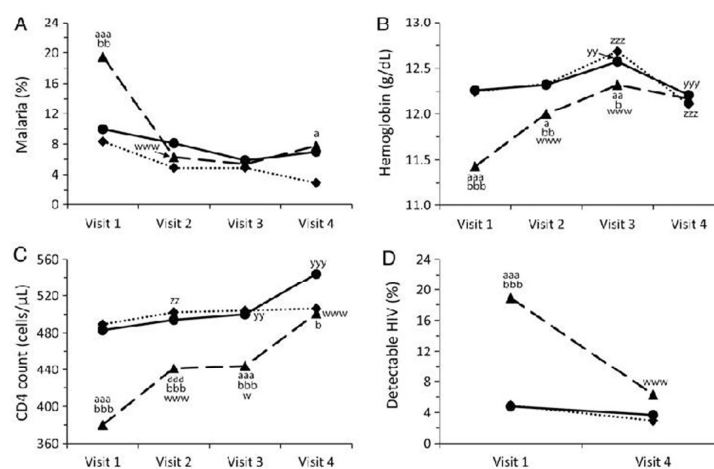 A
Malaria (%)
24
20
16
12
8
4
0
aaa
bb
www
a
Visit 1 Visit 2 Visit 3 Visit 4
B
Hemoglobin (g/dL)
13.0
12.5
12.0
11.5
11.0
zzz
yy
aaa
bbb
a
bb
www
aa
b
www
yyy
zzz
Visit 1 Visit 2 Visit 3 Visit 4
C
CD4 count (cells/µL)
560
520
480
440
400
360
aaa
bbb
zz
aaa
bbb
www
yy
aaa
bbb
w
yyy
www
b
Visit 1 Visit 2 Visit 3 Visit 4
D
Detectable HIV (%)
24
20
16
12
8
4
0
aaa
bbb
www
Visit 1 Visit 4